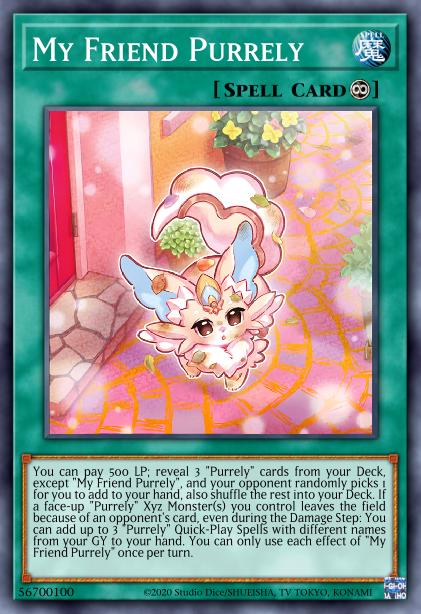 My Friend Purrely
SPELL
魔
[Spell Card]
You can pay 500 LP; reveal 3 "Purrely" cards from your Deck,
except "My Friend Purrely", and your opponent randomly picks 1
for you to add to your hand, also shuffle the rest into your Deck. If
a face-up "Purrely" Xyz Monster(s) you control leaves the field
because of an opponent's card, even during the Damage Step: You
can add up to 3 "Purrely" Quick-Play Spells with different names
from your GY to your hand. You can only use each effect of "My
Friend Purrely" once per turn.
56700100 ©2020 Studio Dice/SHUEISHA, TV TOKYO, KONAMI